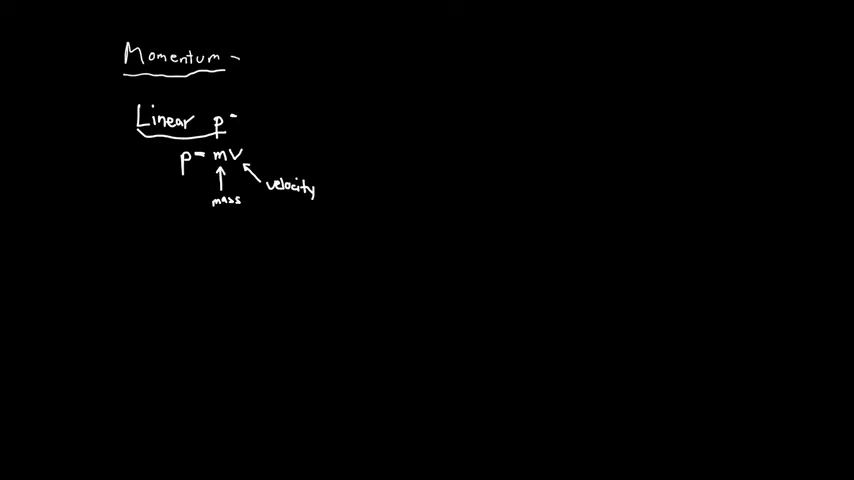 Momentum -
Linear p -
p = mv
velocity
mass